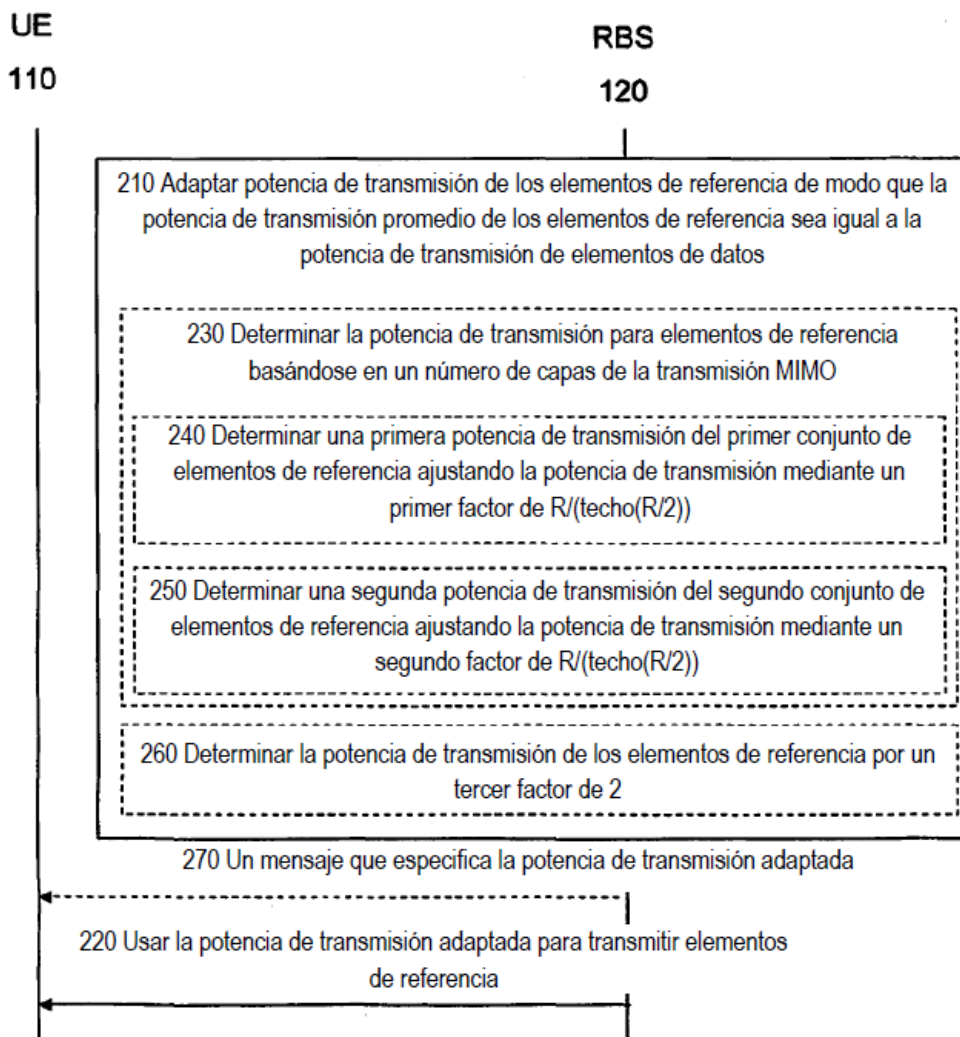 UE
110
RBS
120
210 Adaptar potencia de transmisión de los elementos de referencia de modo que la
potencia de transmisión promedio de los elementos de referencia sea igual a la
potencia de transmisión de elementos de datos
230 Determinar la potencia de transmisión para elementos de referencia
basándose en un número de capas de la transmisión MIMO
240 Determinar una primera potencia de transmisión del primer conjunto de
elementos de referencia ajustando la potencia de transmisión mediante un
primer factor de R/(techo(R/2))
250 Determinar una segunda potencia de transmisión del segundo conjunto de
elementos de referencia ajustando la potencia de transmisión mediante un
segundo factor de R/(techo(R/2))
260 Determinar la potencia de transmisión de los elementos de referencia por un
tercer factor de 2
270 Un mensaje que especifica la potencia de transmisión adaptada
220 Usar la potencia de transmisión adaptada para transmitir elementos
de referencia